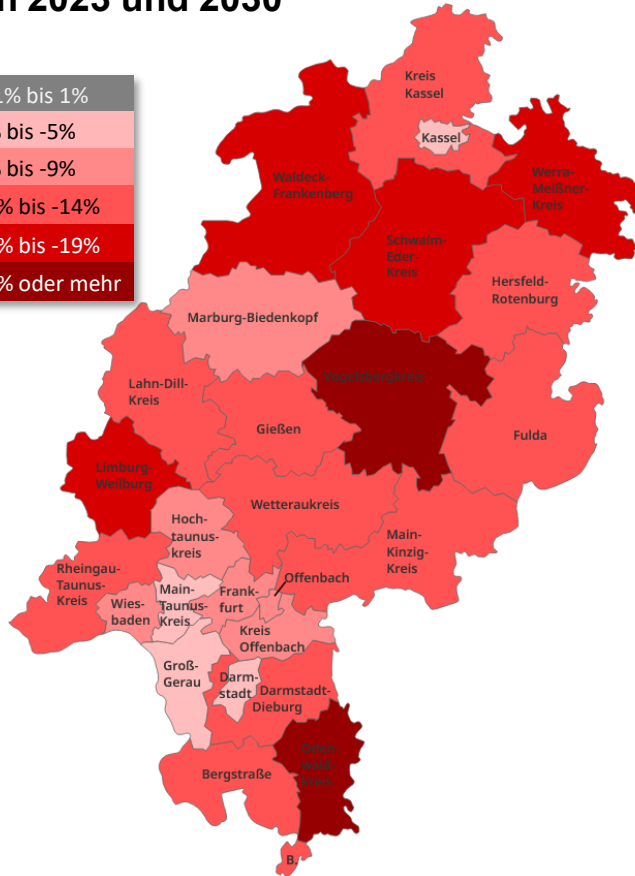 n 2023 und 2030
1% bis 1%
bis -5%
bis -9%
% bis -14%
% bis -19%
% oder mehr
Kreis
Kassel
Kassel
Waldeck-
Frankenberg
Werra-
Meißner-
Kreis
Schwalm-
Eder-
Kreis
Hersfeld-
Rotenburg
Marburg-Biedenkopf
Vogelsbergkreis
Lahn-Dill-
Kreis
Gießen
Fulda
Limburg-
Weilburg
Wetteraukreis
Hoch-
taunus-
kreis
Main-
Kinzig-
Kreis
Rheingau-
Taunus-
Kreis
Offenbach
Main-
Taunus-
Kreis
Frank-
furt
Wies-
baden
Kreis
Offenbach
Groß-
Gerau
Darm-
stadt
Darmstadt-
Dieburg
Oden-
wald-
kreis
Bergstraße
B.